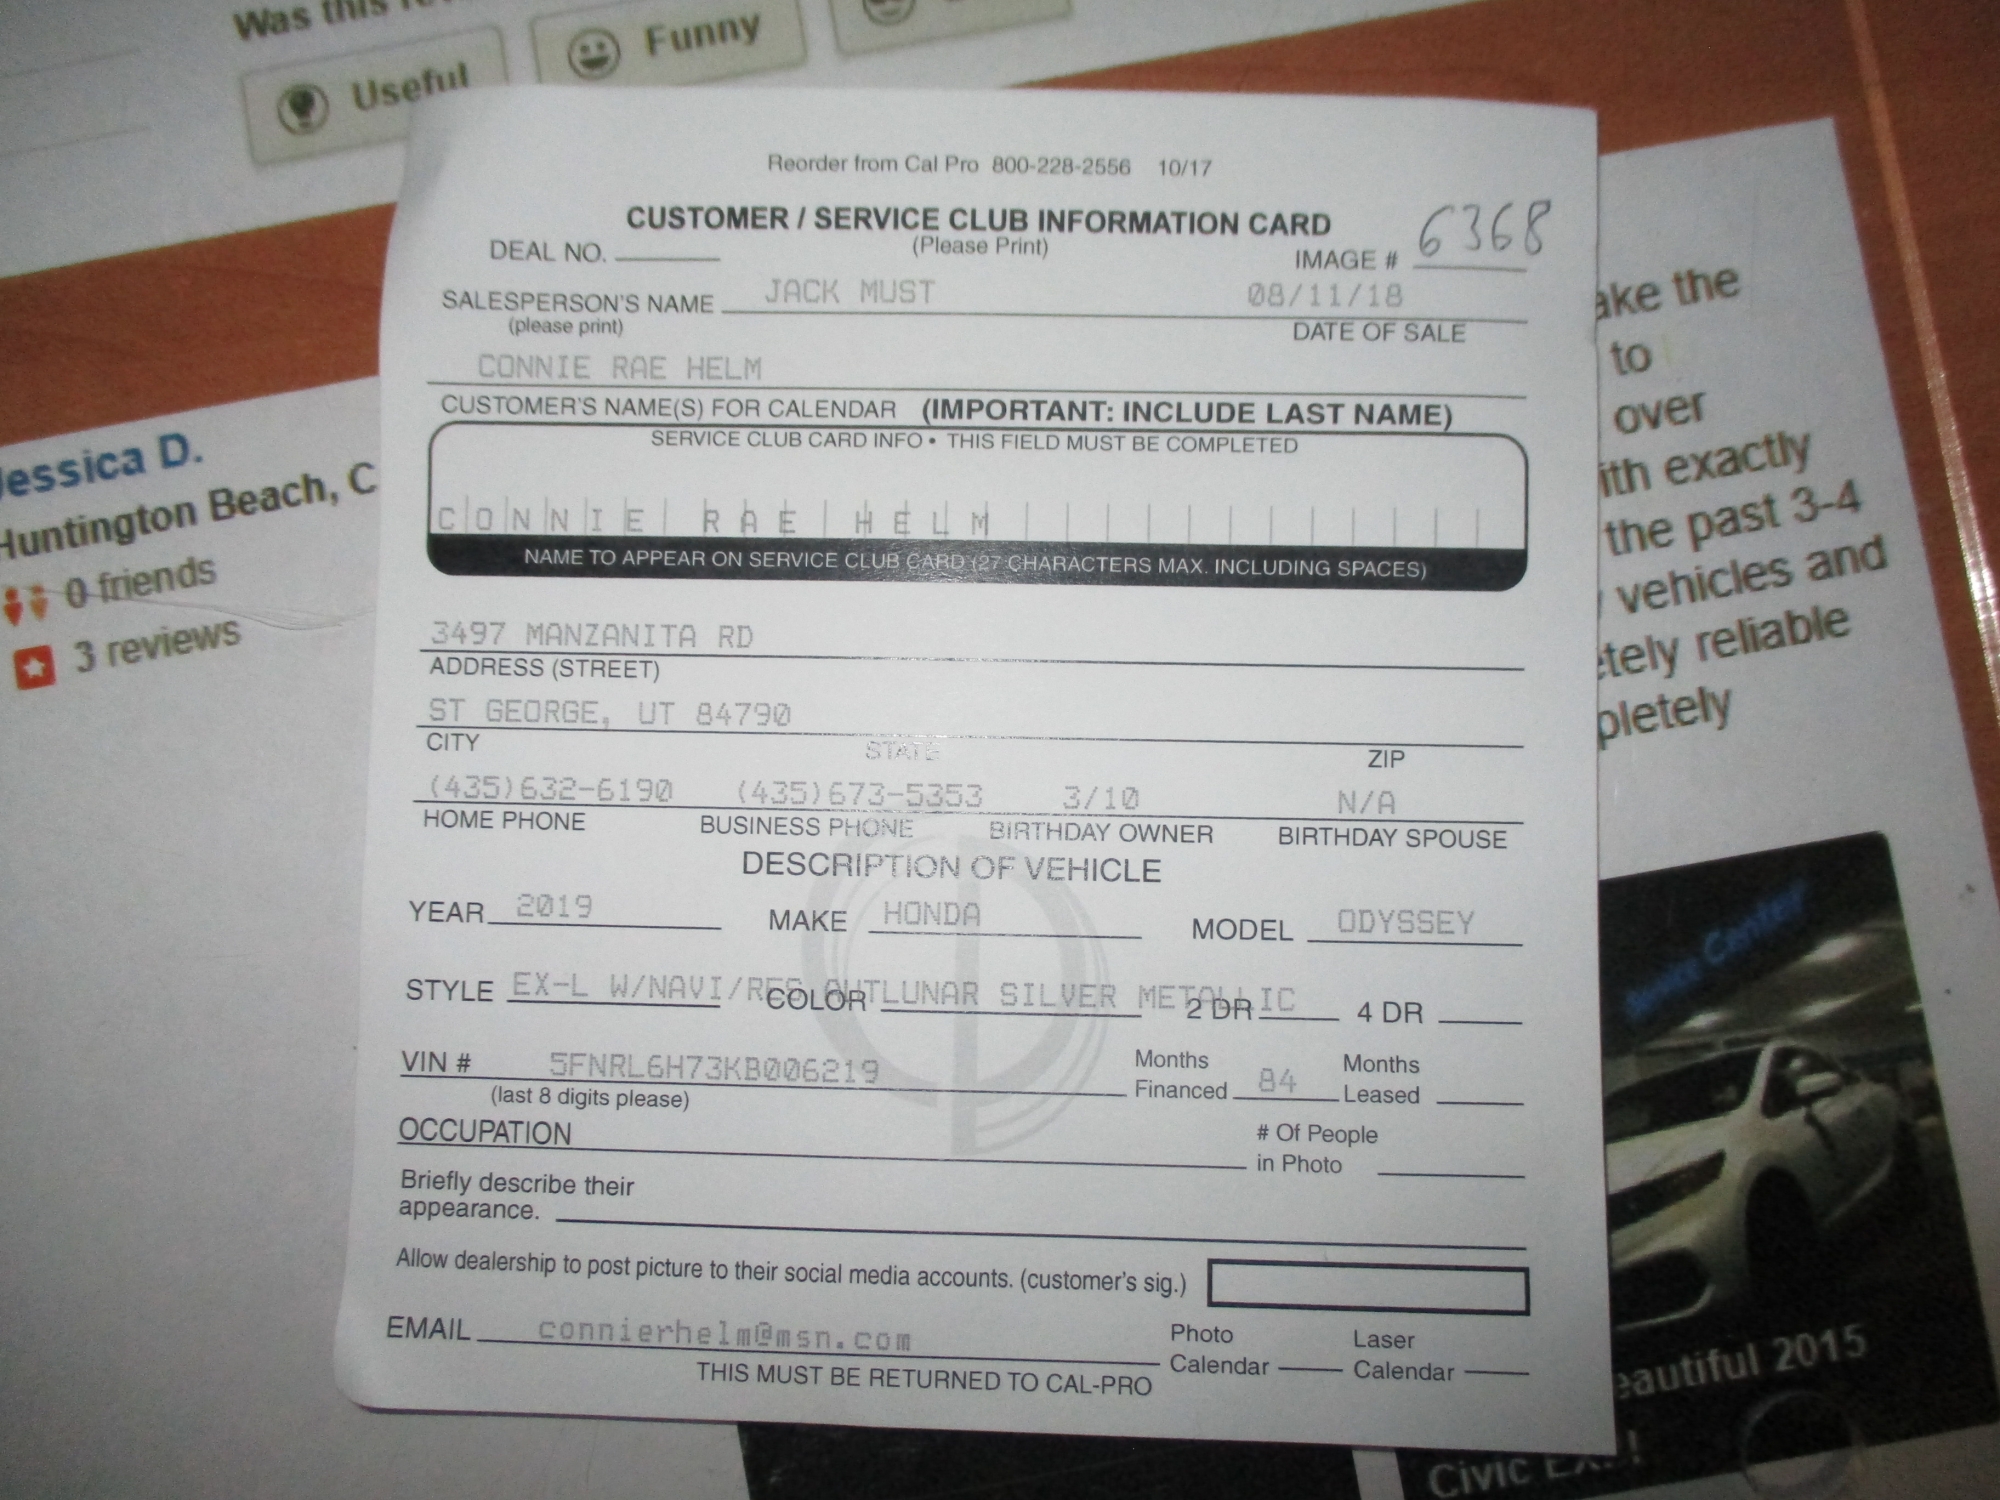 Was this
Useful
Funny
Reorder from Cal Pro 800-228-2556 10/17
CUSTOMER / SERVICE CLUB INFORMATION CARD
(Please Print)
DEAL NO.
IMAGE # 6368
SALESPERSON'S NAME JACK MUST 08/11/18
(please print) DATE OF SALE
CONNIE RAE HELM
CUSTOMER'S NAME(S) FOR CALENDAR (IMPORTANT: INCLUDE LAST NAME)
SERVICE CLUB CARD INFO • THIS FIELD MUST BE COMPLETED
CONNIE RAE HELM
NAME TO APPEAR ON SERVICE CLUB CARD (27 CHARACTERS MAX. INCLUDING SPACES)
3497 MANZANITA RD
ADDRESS (STREET)
ST GEORGE, UT 84790
CITY STATE ZIP
(435)632-6190 (435)673-5353 3/10 N/A
HOME PHONE BUSINESS PHONE BIRTHDAY OWNER BIRTHDAY SPOUSE
DESCRIPTION OF VEHICLE
YEAR 2019 MAKE HONDA MODEL ODYSSEY
STYLE EX-L W/NAVI/RES COLOR LUNAR SILVER METALLIC 2 DR 4 DR
VIN # 5FNRL6H73KB006219 Months Financed 84 Months Leased
(last 8 digits please)
OCCUPATION # Of People in Photo
Briefly describe their
appearance.
Allow dealership to post picture to their social media accounts. (customer's sig.)
EMAIL connierhelm@msn.com Photo Calendar Laser Calendar
THIS MUST BE RETURNED TO CAL-PRO
Jessica D.
Huntington Beach, C
0 friends
3 reviews
ake the
to
over
ith exactly
the past 3-4
vehicles and
etely reliable
pletely
Center
eautiful 2015
Civic